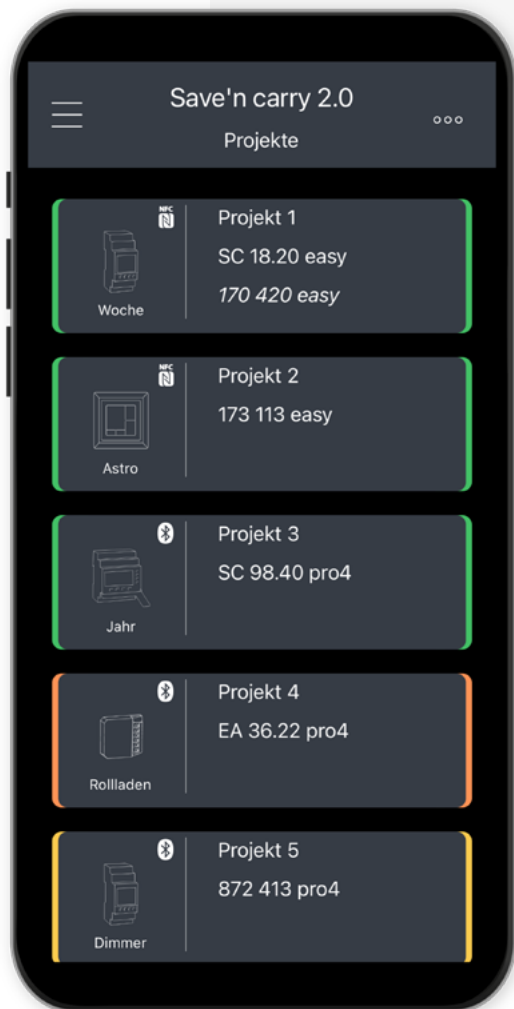 Save'n carry 2.0
Projekte
NFC
Woche
Projekt 1
SC 18.20 easy
170 420 easy
NFC
Astro
Projekt 2
173 113 easy
Jahr
Projekt 3
SC 98.40 pro4
Rollladen
Projekt 4
EA 36.22 pro4
Dimmer
Projekt 5
872 413 pro4